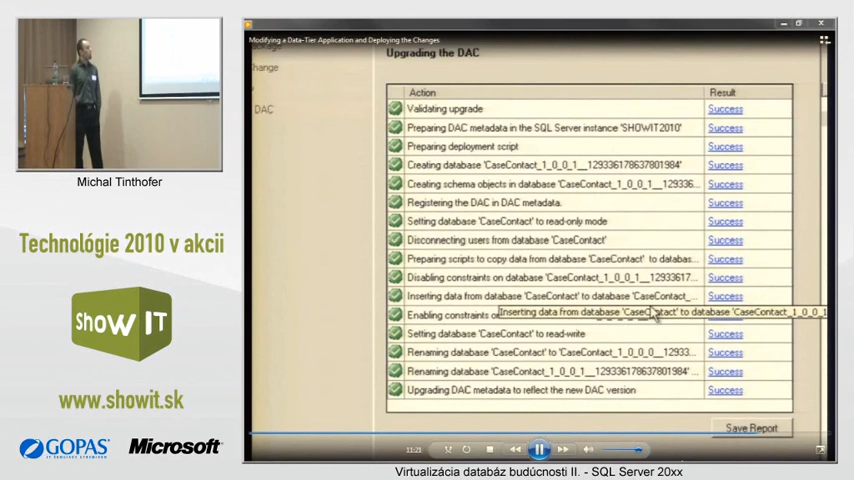 Modifying a Data-Tier Application and Deploying the Changes
Upgrading the DAC
hange
DAC
Action Result
Validating upgrade Success
Preparing DAC metadata in the SQL Server instance 'SHOWIT2010' Success
Preparing deployment script Success
Creating database 'CaseContact_1_0_0_1__129336178637801984' Success
Creating schema objects in database 'CaseContact_1_0_0_1__129336... Success
Registering the DAC in DAC metadata. Success
Setting database 'CaseContact' to read-only mode Success
Disconnecting users from database 'CaseContact' Success
Preparing scripts to copy data from database 'CaseContact' to databas... Success
Disabling constraints on database 'CaseContact_1_0_0_1__12933617... Success
Inserting data from database 'CaseContact' to database 'CaseContact_... Success
Enabling constraints on
Inserting data from database 'CaseContact' to database 'CaseContact_1_0_0_1
Setting database 'CaseContact' to read-write Success
Renaming database 'CaseContact' to 'CaseContact_1_0_0_0__12933... Success
Renaming database 'CaseContact_1_0_0_1__129336178637801984' ... Success
Upgrading DAC metadata to reflect the new DAC version Success
Save Report
11:21
Michal Tinthofer
Technológie 2010 v akcii
Show IT
www.showit.sk
GOPAS
Microsoft
Virtualizácia databáz budúcnosti II. - SQL Server 20xx